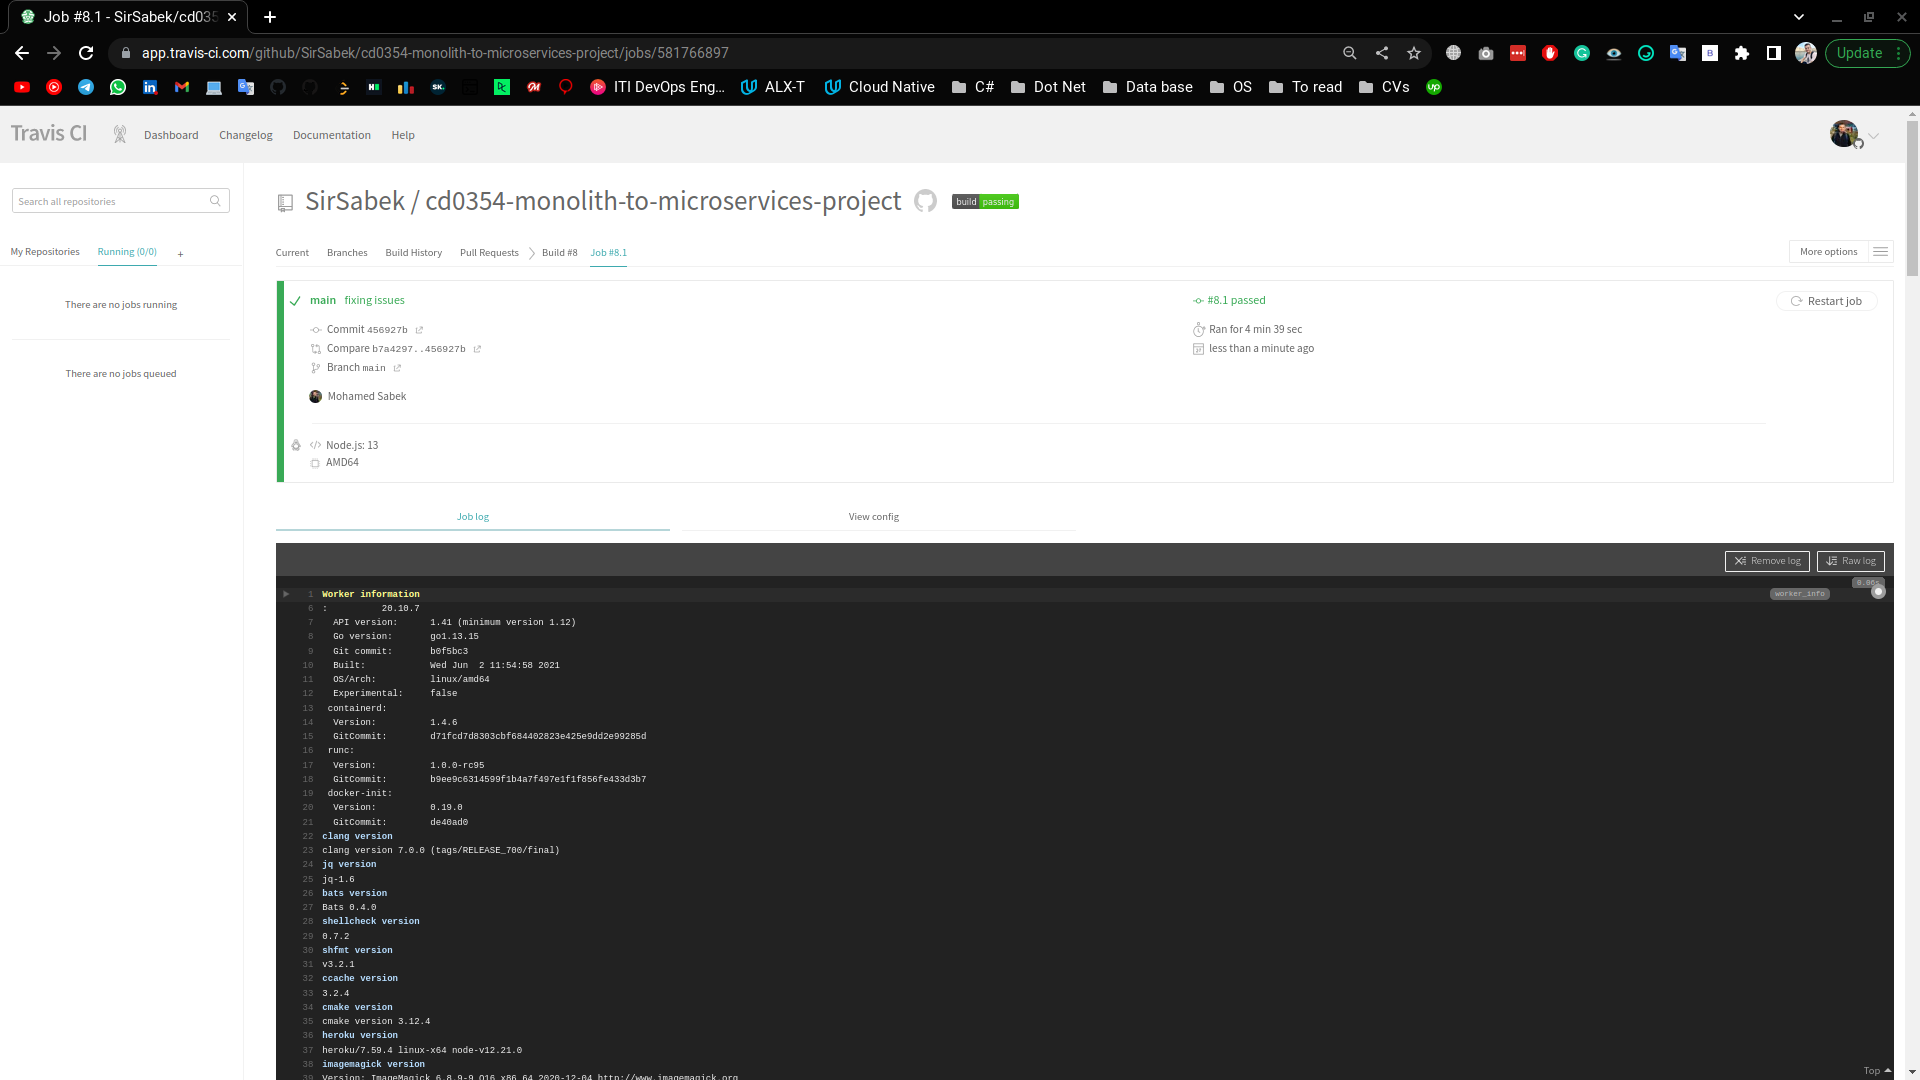 Job #8.1 - SirSabek/cd035
app.travis-ci.com/github/SirSabek/cd0354-monolith-to-microservices-project/jobs/581766897
Update
ITI DevOps Eng...
ALX-T
Cloud Native
C#
Dot Net
Data base
OS
To read
CVs
Travis CI
Dashboard
Changelog
Documentation
Help
Search all repositories
My Repositories
Running (0/0)
+
There are no jobs running
There are no jobs queued
SirSabek / cd0354-monolith-to-microservices-project
build passing
Current
Branches
Build History
Pull Requests
Build #8
Job #8.1
More options
main fixing issues
#8.1 passed
Restart job
Commit 456927b
Ran for 4 min 39 sec
Compare b7a4297..456927b
less than a minute ago
Branch main
Mohamed Sabek
Node.js: 13
AMD64
Job log
View config
Remove log
Raw log
1 Worker information
worker_info
6 : 20.10.7
7 API version: 1.41 (minimum version 1.12)
8 Go version: go1.13.15
9 Git commit: b0f5bc3
10 Built: Wed Jun 2 11:54:58 2021
11 OS/Arch: linux/amd64
12 Experimental: false
13 containerd:
14 Version: 1.4.6
15 GitCommit: d71fcd7d8303cbf684402823e425e9dd2e99285d
16 runc:
17 Version: 1.0.0-rc95
18 GitCommit: b9ee9c6314599f1b4a7f497e1f1f856fe433d3b7
19 docker-init:
20 Version: 0.19.0
21 GitCommit: de40ad0
22 clang version
23 clang version 7.0.0 (tags/RELEASE_700/final)
24 jq version
25 jq-1.6
26 bats version
27 Bats 0.4.0
28 shellcheck version
29 0.7.2
30 shfmt version
31 v3.2.1
32 ccache version
33 3.2.4
34 cmake version
35 cmake version 3.12.4
36 heroku version
37 heroku/7.59.4 linux-x64 node-v12.21.0
38 imagemagick version
39 Version: ImageMagick 6.8.9-9 Q16 x86_64 2020-12-04 http://www.imagemagick.org
Top